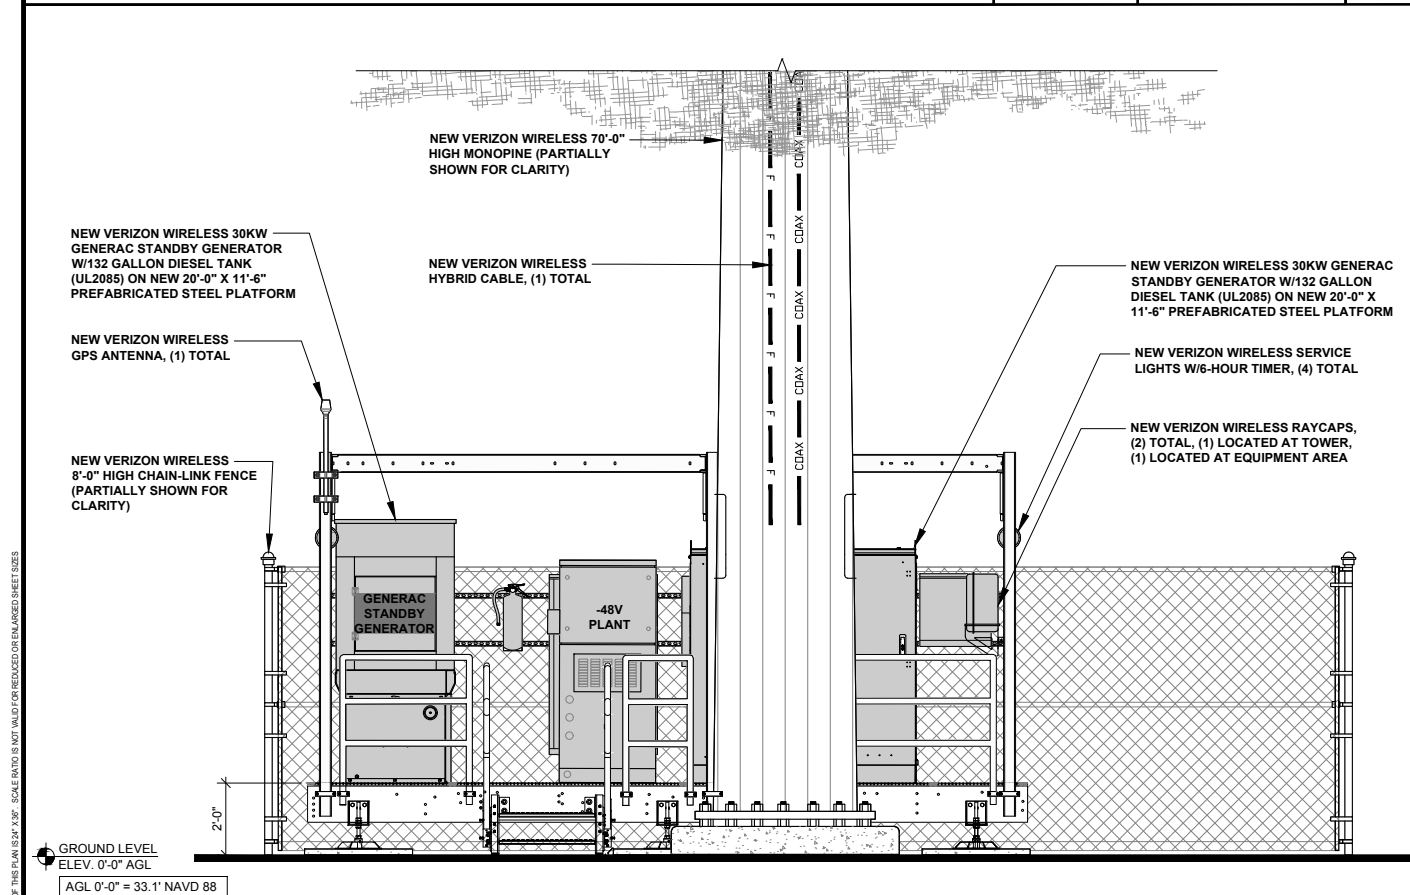 NEW VERIZON WIRELESS 70'-0"
HIGH MONOPINE (PARTIALLY
SHOWN FOR CLARITY)
NEW VERIZON WIRELESS 30KW
GENERAC STANDBY GENERATOR
W/132 GALLON DIESEL TANK
(UL2085) ON NEW 20'-0" X 11'-6"
PREFABRICATED STEEL PLATFORM
NEW VERIZON WIRELESS
HYBRID CABLE, (1) TOTAL
NEW VERIZON WIRELESS 30KW GENERAC
STANDBY GENERATOR W/132 GALLON
DIESEL TANK (UL2085) ON NEW 20'-0" X
11'-6" PREFABRICATED STEEL PLATFORM
NEW VERIZON WIRELESS
GPS ANTENNA, (1) TOTAL
NEW VERIZON WIRELESS SERVICE
LIGHTS W/6-HOUR TIMER, (4) TOTAL
NEW VERIZON WIRELESS RAYCAPS,
(2) TOTAL, (1) LOCATED AT TOWER,
(1) LOCATED AT EQUIPMENT AREA
NEW VERIZON WIRELESS
8'-0" HIGH CHAIN-LINK FENCE
(PARTIALLY SHOWN FOR
CLARITY)
F
F
F
F
F
F
COAX
COAX
COAX
COAX
COAX
GENERAC
STANDBY
GENERATOR
-48V
PLANT
2'-0"
GROUND LEVEL
ELEV. 0'-0" AGL
AGL 0'-0" = 33.1' NAVD 88
OF THIS PLAN IS 24" X 36". SCALE RATIO IS NOT VALID FOR REDUCED OR ENLARGED SHEET SIZES